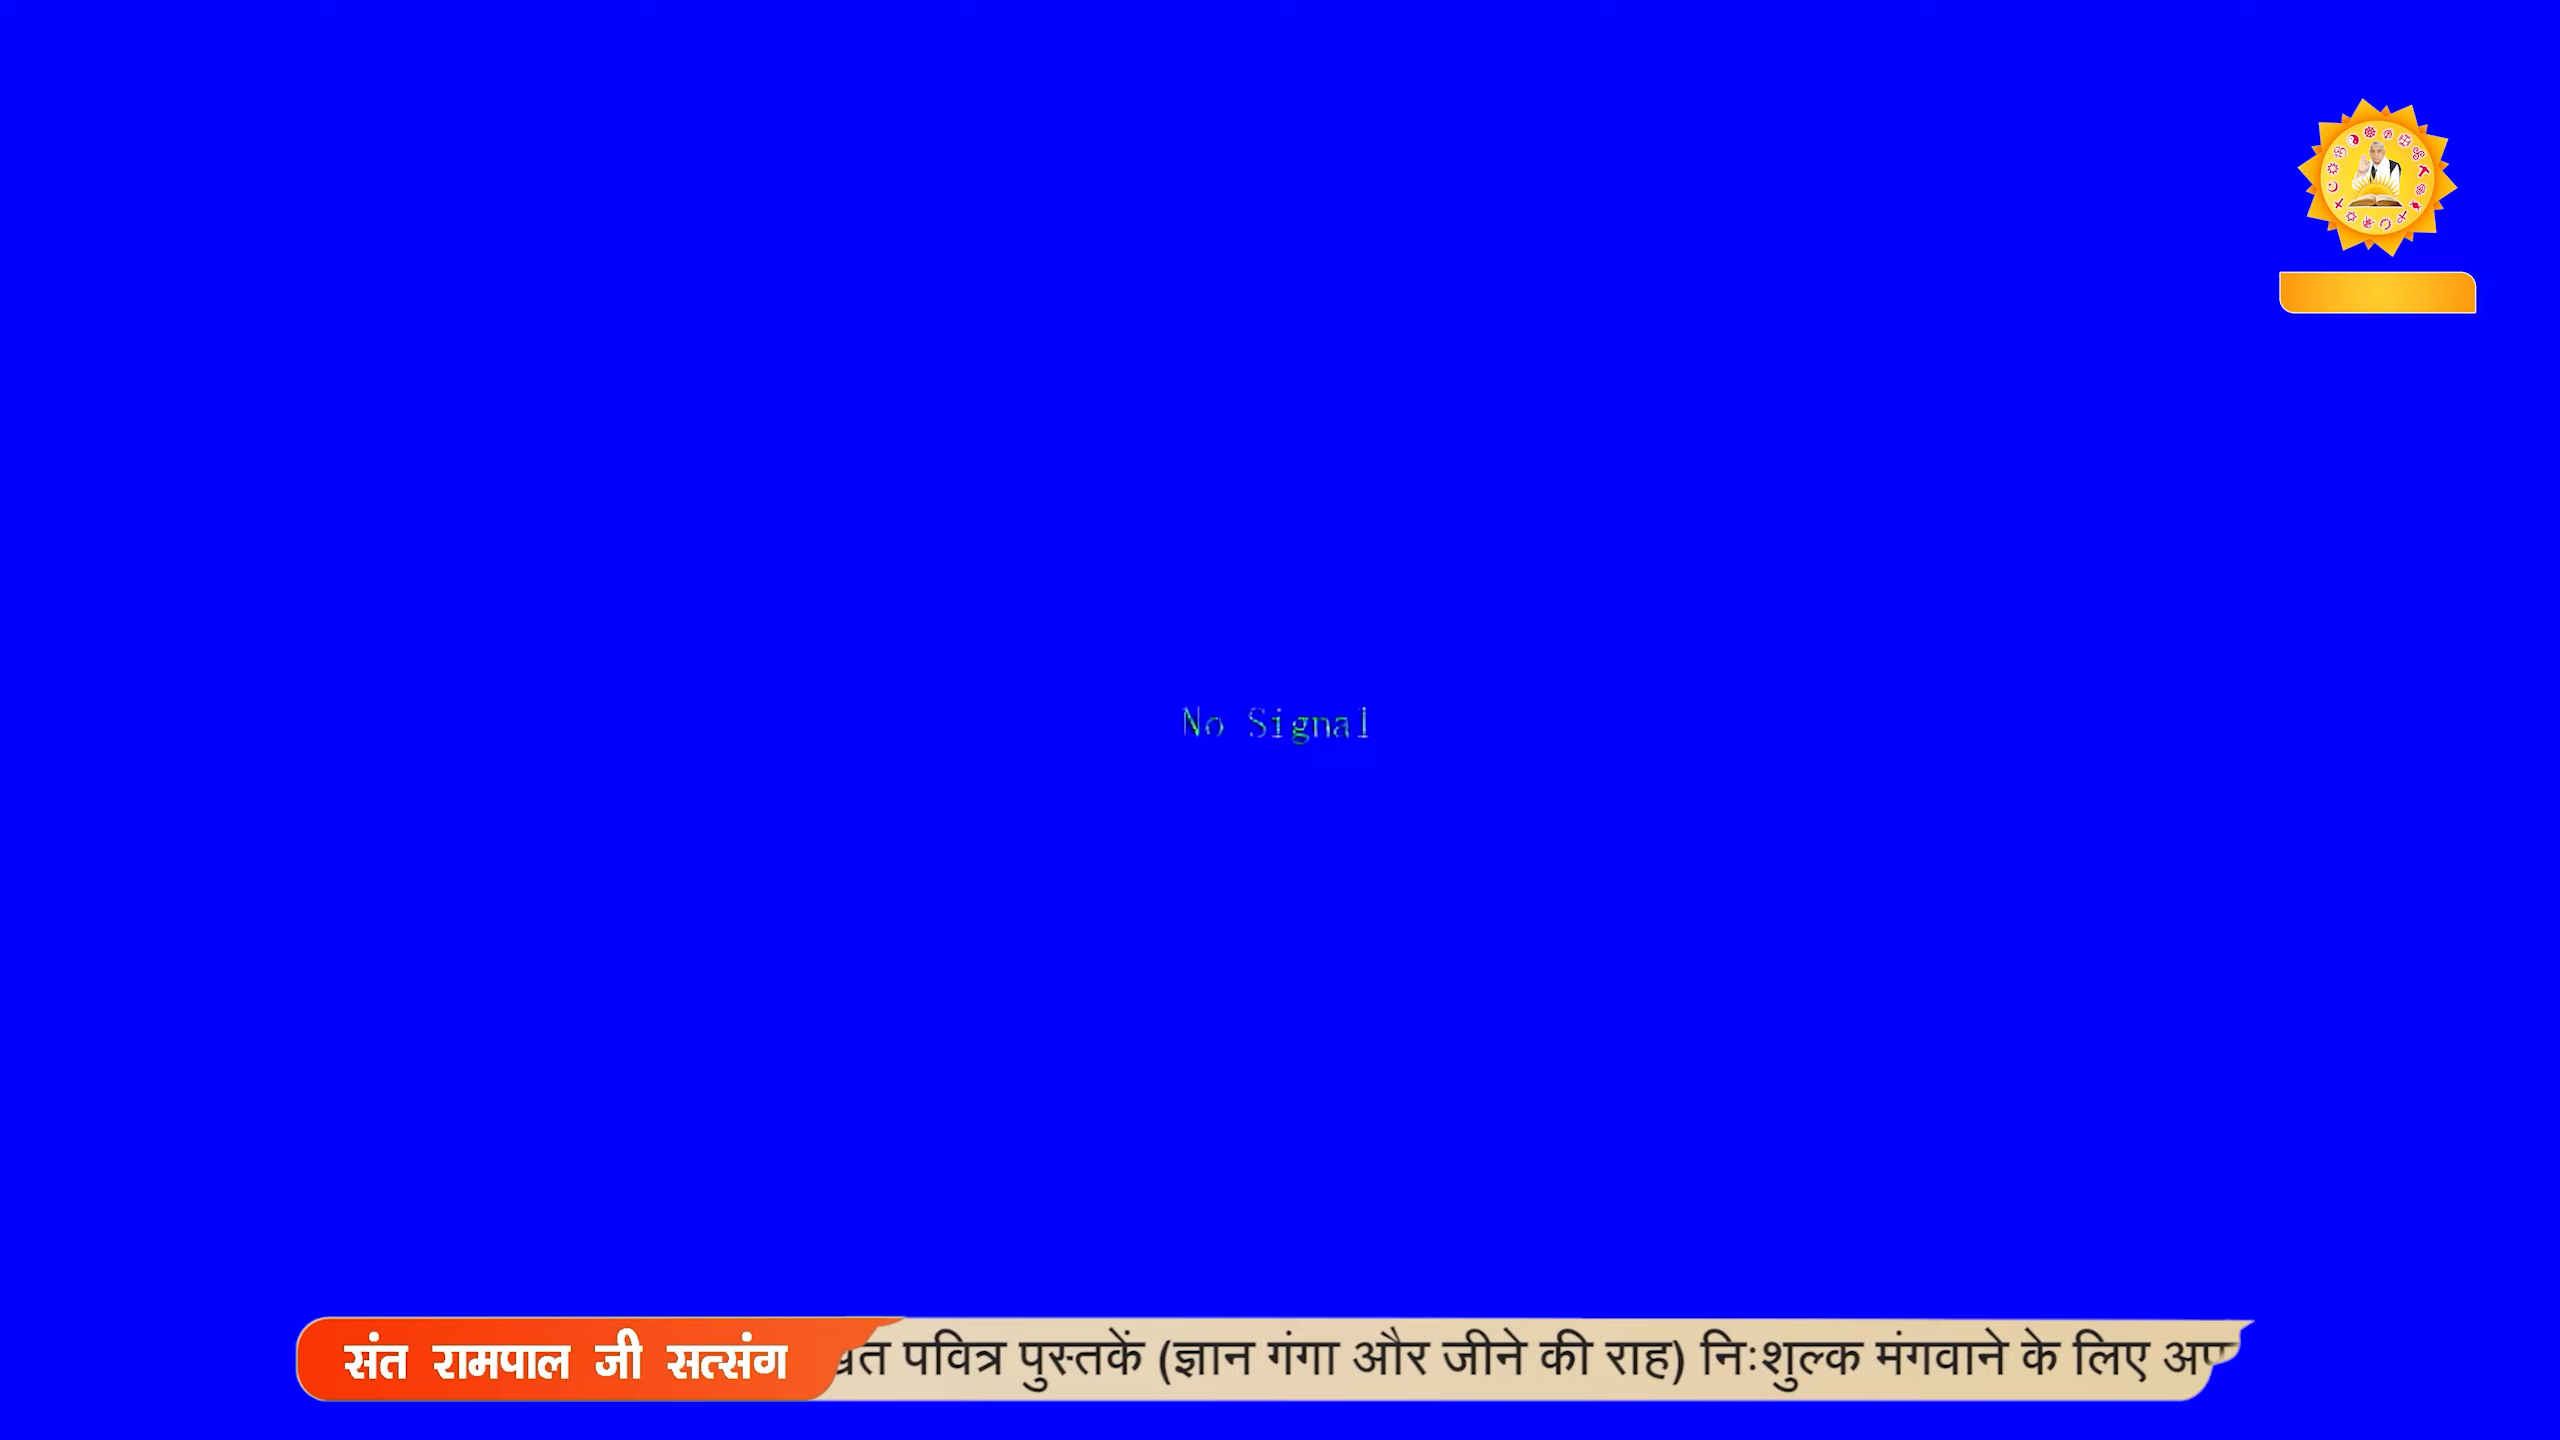 No Signal
संत रामपाल जी सत्संग
पवित्र पुस्तकें (ज्ञान गंगा और जीने की राह) निःशुल्क मंगवाने के लिए